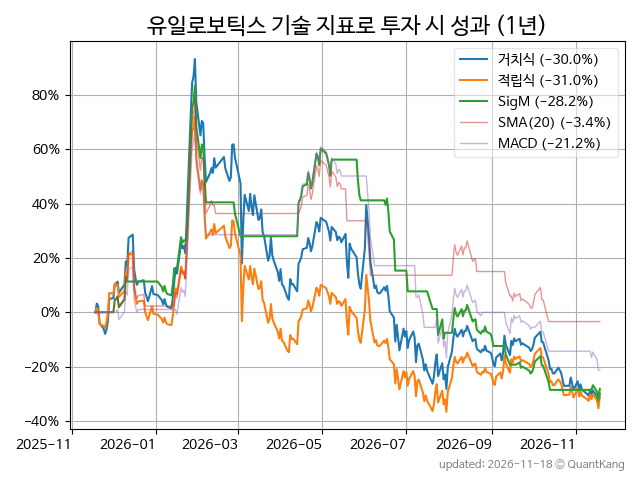 유일로보틱스 기술 지표로 투자 시 성과 (1년)
거치식 (−30.0%)
적립식 (−31.0%)
SigM (−28.2%)
SMA(20) (−3.4%)
MACD (−21.2%)
80%
60%
40%
20%
0%
−20%
−40%
2025−11 2026−01 2026−03 2026−05 2026−07 2026−09 2026−11
updated: 2026-11-18 © QuantKang